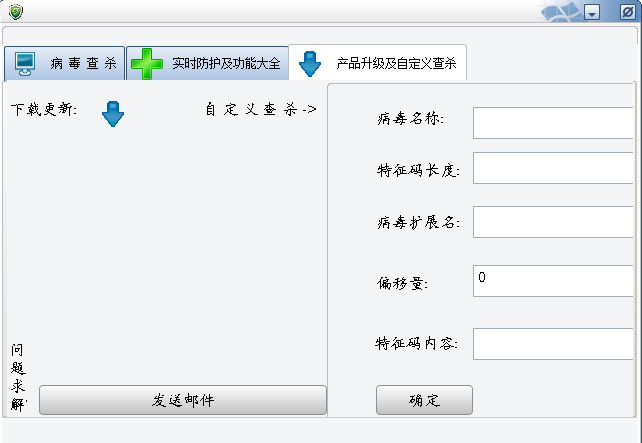 病 毒 查 杀
实时防护及功能大全
产品升级及自定义查杀
下载更新:
自 定 义 查 杀 ->
病毒名称:
特征码长度:
病毒扩展名:
偏移量:
0
特征码内容:
问
题
求
解:
发送邮件
确定